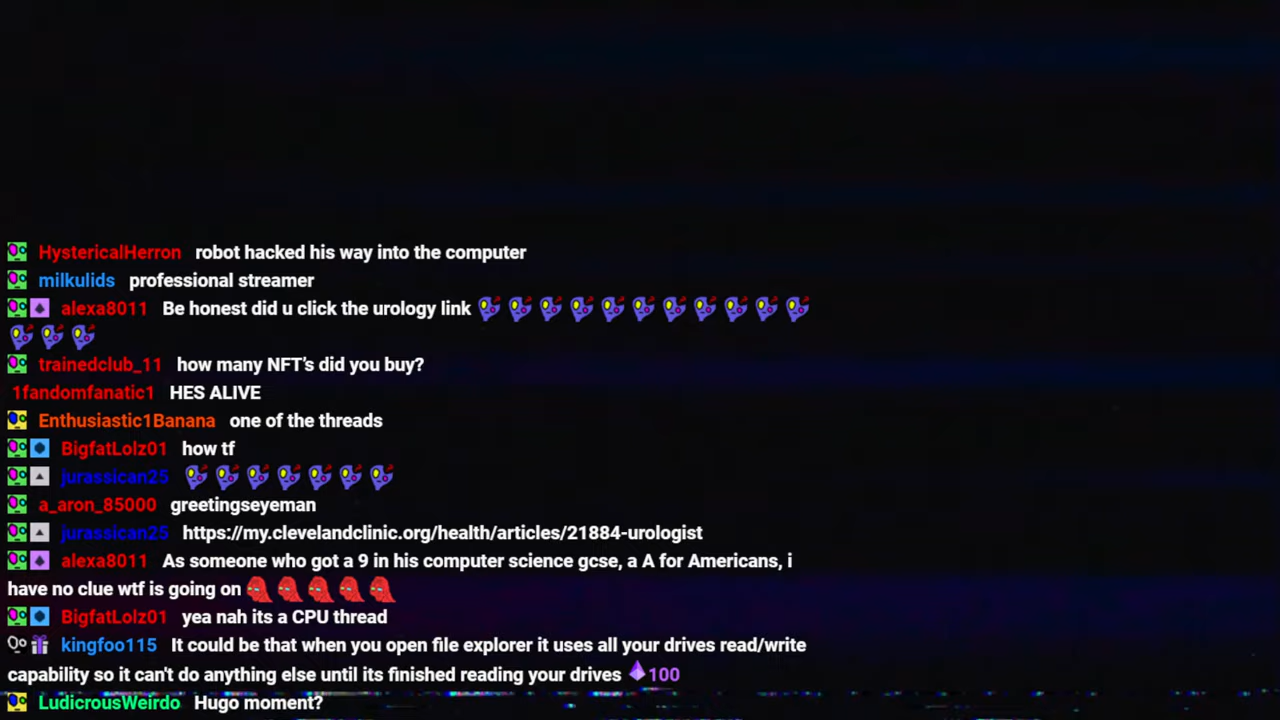 HystericalHerron robot hacked his way into the computer
milkulids professional streamer
alexa8011 Be honest did u click the urology link
trainedclub_11 how many NFT's did you buy?
1fandomfanatic1 HES ALIVE
Enthusiastic1Banana one of the threads
BigfatLolz01 how tf
jurassican25
a_aron_85000 greetingseyeman
jurassican25 https://my.clevelandclinic.org/health/articles/21884-urologist
alexa8011 As someone who got a 9 in his computer science gcse, a A for Americans, i
have no clue wtf is going on
BigfatLolz01 yea nah its a CPU thread
kingfoo115 It could be that when you open file explorer it uses all your drives read/write
capability so it can't do anything else until its finished reading your drives 100
LudicrousWeirdo Hugo moment?